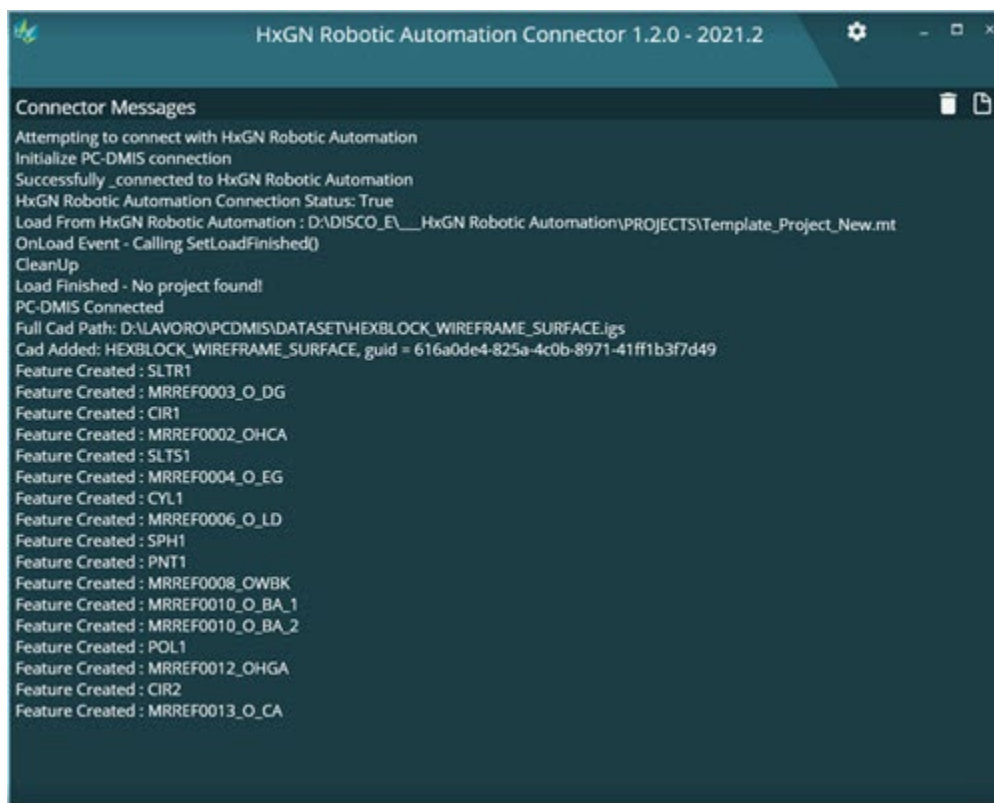 HxGN Robotic Automation Connector 1.2.0 - 2021.2
Connector Messages
Attempting to connect with HxGN Robotic Automation
Initialize PC-DMIS connection
Successfully _connected to HxGN Robotic Automation
HxGN Robotic Automation Connection Status: True
Load From HxGN Robotic Automation : D:\DISCO_E\___HxGN Robotic Automation\PROJECTS\Template_Project_New.mt
OnLoad Event - Calling SetLoadFinished()
CleanUp
Load Finished - No project found!
PC-DMIS Connected
Full Cad Path: D:\LAVORO\PCDMIS\DATASET\HEXBLOCK_WIREFRAME_SURFACE.igs
Cad Added: HEXBLOCK_WIREFRAME_SURFACE, guid = 616a0de4-825a-4c0b-8971-41ff1b3f7d49
Feature Created : SLTR1
Feature Created : MRREF0003_O_DG
Feature Created : CIR1
Feature Created : MRREF0002_OHCA
Feature Created : SLTS1
Feature Created : MRREF0004_O_EG
Feature Created : CYL1
Feature Created : MRREF0006_O_LD
Feature Created : SPH1
Feature Created : PNT1
Feature Created : MRREF0008_OWBK
Feature Created : MRREF0010_O_BA_1
Feature Created : MRREF0010_O_BA_2
Feature Created : POL1
Feature Created : MRREF0012_OHGA
Feature Created : CIR2
Feature Created : MRREF0013_O_CA